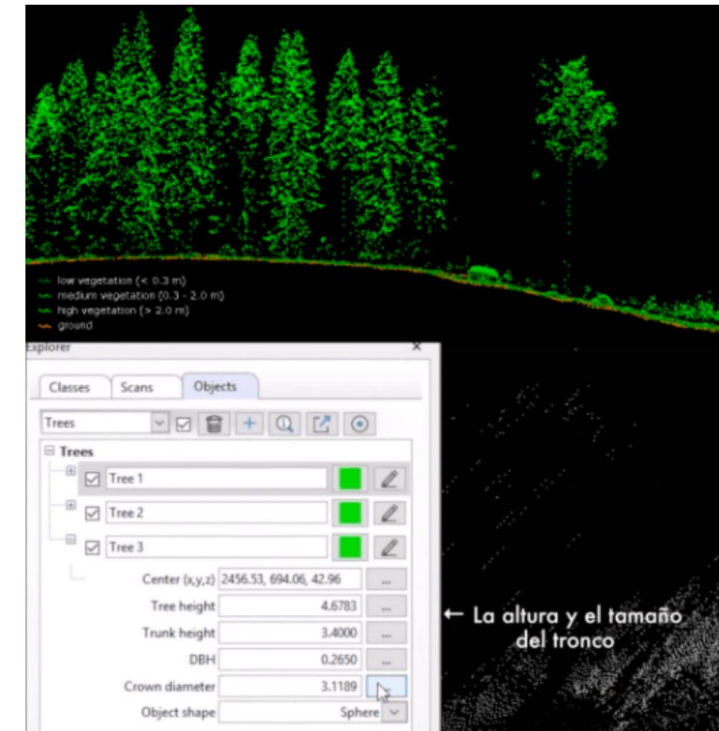 low vegetation (< 0.3 m)
medium vegetation (0.3 - 2.0 m)
high vegetation (> 2.0 m)
ground
Explorer
Classes Scans Objects
Trees
Trees
Tree 1
Tree 2
Tree 3
Center (x,y,z) 2456.53, 694.06, 42.96 ...
Tree height 4.6783 ...
Trunk height 3.4000 ...
DBH 0.2650 ...
Crown diameter 3.1189
Object shape Sphere
← La altura y el tamaño
del tronco